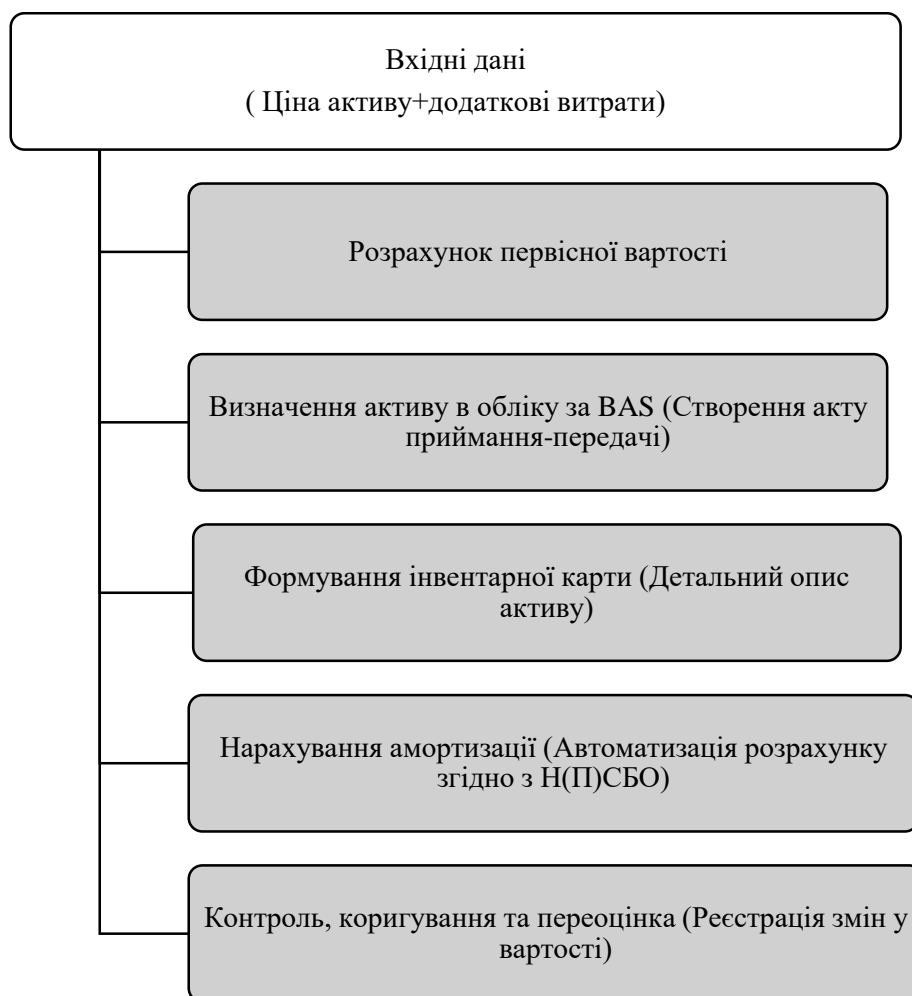 Вхідні дані
( Ціна активу+додаткові витрати)
Розрахунок первісної вартості
Визначення активу в обліку за BAS (Створення акту
приймання-передачі)
Формування інвентарної карти (Детальний опис
активу)
Нарахування амортизації (Автоматизація розрахунку
згідно з Н(П)СБО)
Контроль, коригування та переоцінка (Реєстрація змін у
вартості)